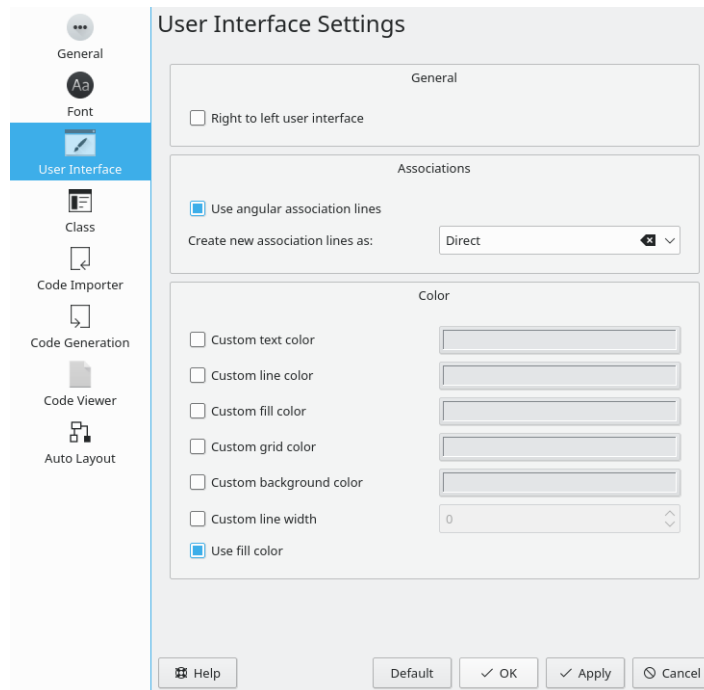 User Interface Settings
General
Aa
Font
User Interface
Class
Code Importer
Code Generation
Code Viewer
Auto Layout
General
Right to left user interface
Associations
Use angular association lines
Create new association lines as: Direct
Color
Custom text color
Custom line color
Custom fill color
Custom grid color
Custom background color
Custom line width 0
Use fill color
Help Default OK Apply Cancel